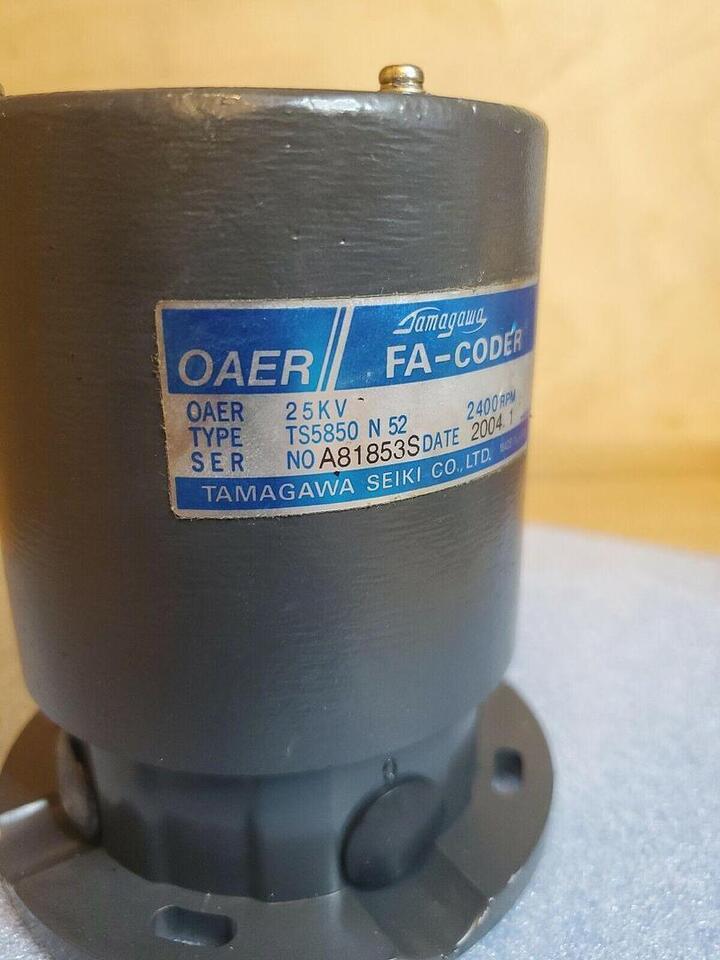 OAER
Tamagawa
FA-CODER
OAER 25KV 2400RPM
TYPE TS5850 N 52
SER NO A81853S DATE 2004.1
TAMAGAWA SEIKI CO.,LTD.